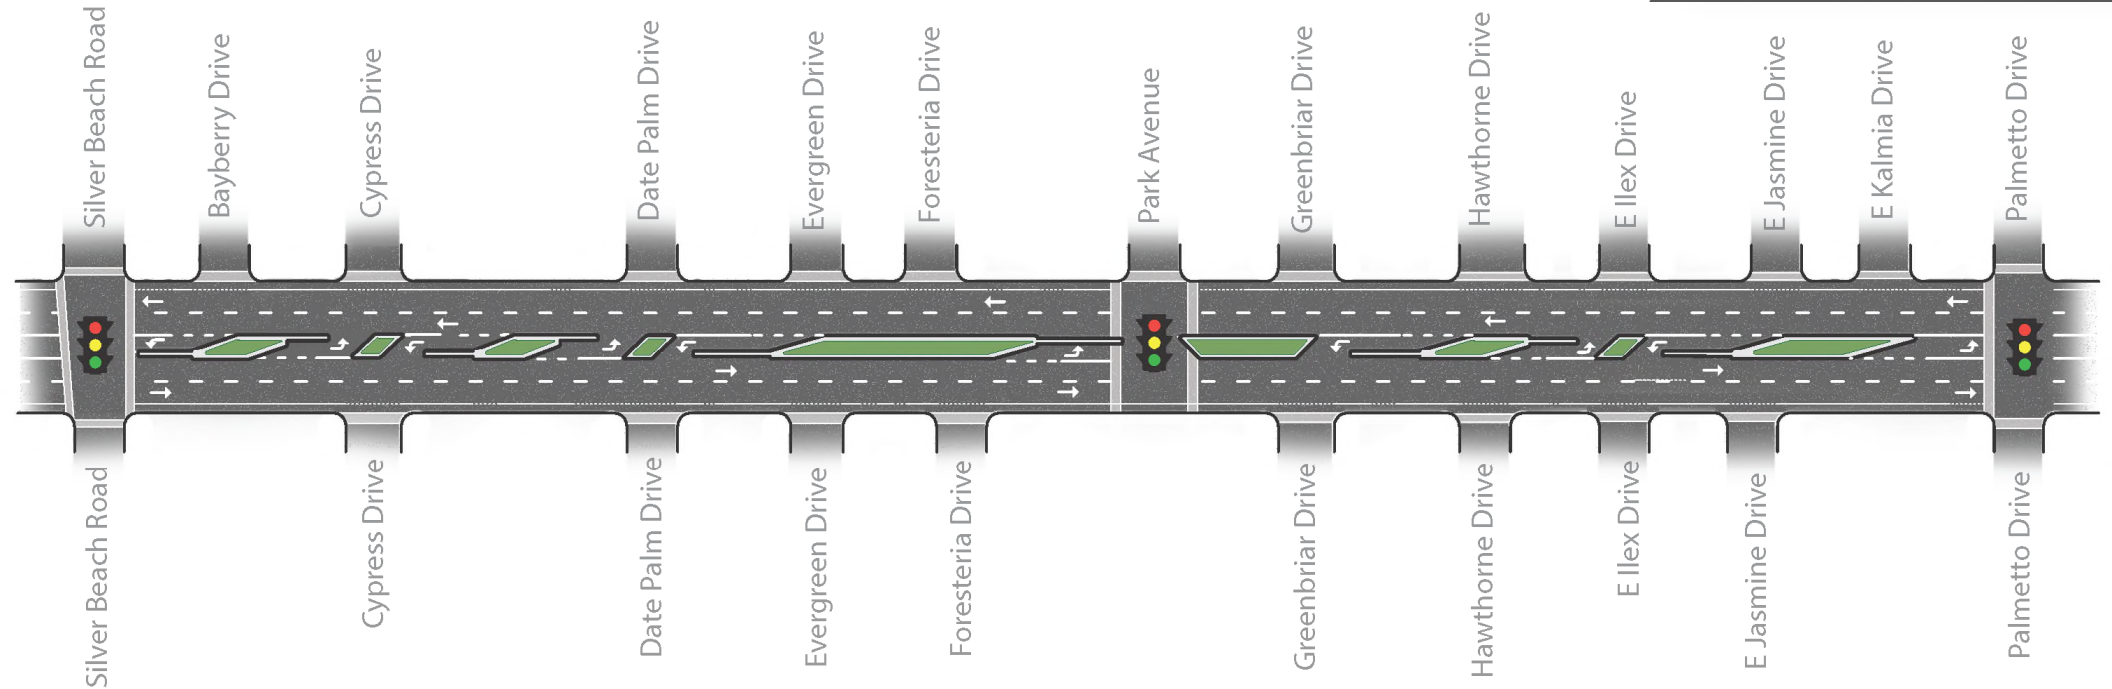 Silver Beach Road
Bayberry Drive
Cypress Drive
Date Palm Drive
Evergreen Drive
Foresteria Drive
Park Avenue
Greenbriar Drive
Hawthorne Drive
E Ilex Drive
E Jasmine Drive
E Kalmia Drive
Palmetto Drive
Silver Beach Road
Cypress Drive
Date Palm Drive
Evergreen Drive
Foresteria Drive
Greenbriar Drive
Hawthorne Drive
E Ilex Drive
E Jasmine Drive
Palmetto Drive